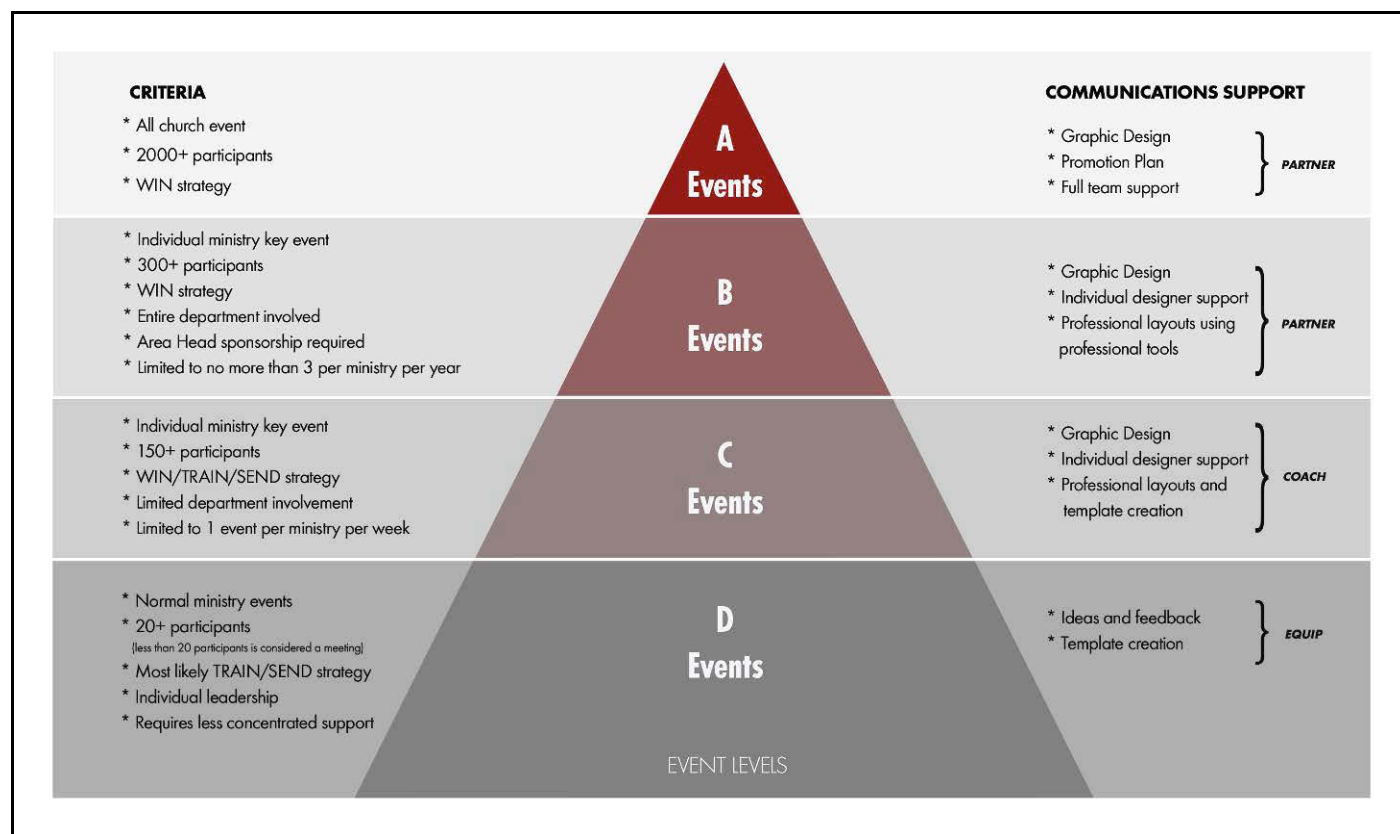 CRITERIA
* All church event
* 2000+ participants
* WIN strategy
A
Events
COMMUNICATIONS SUPPORT
* Graphic Design
* Promotion Plan
* Full team support
PARTNER
* Individual ministry key event
* 300+ participants
* WIN strategy
* Entire department involved
* Area Head sponsorship required
* Limited to no more than 3 per ministry per year
B
Events
* Graphic Design
* Individual designer support
* Professional layouts using
professional tools
PARTNER
* Individual ministry key event
* 150+ participants
* WIN/TRAIN/SEND strategy
* Limited department involvement
* Limited to 1 event per ministry per week
C
Events
* Graphic Design
* Individual designer support
* Professional layouts and
template creation
COACH
* Normal ministry events
* 20+ participants
(less than 20 participants is considered a meeting)
* Most likely TRAIN/SEND strategy
* Individual leadership
* Requires less concentrated support
D
Events
* Ideas and feedback
* Template creation
EQUIP
EVENT LEVELS